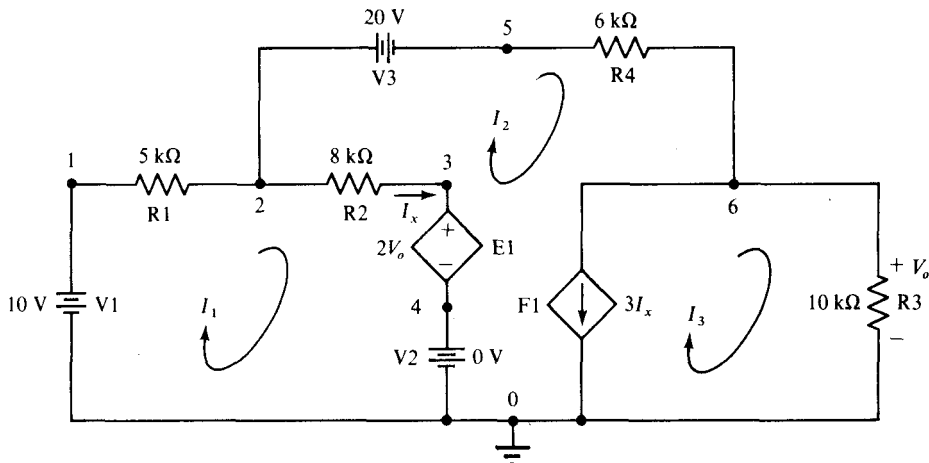 20 V
V3
5
6 kΩ
R4
I₂
1
5 kΩ
R1
2
8 kΩ
R2
Iₓ
3
2Vₒ
+
−
E1
6
10 V
V1
I₁
4
V2
0 V
F1
3Iₓ
I₃
10 kΩ
R3
+ Vₒ
−
0